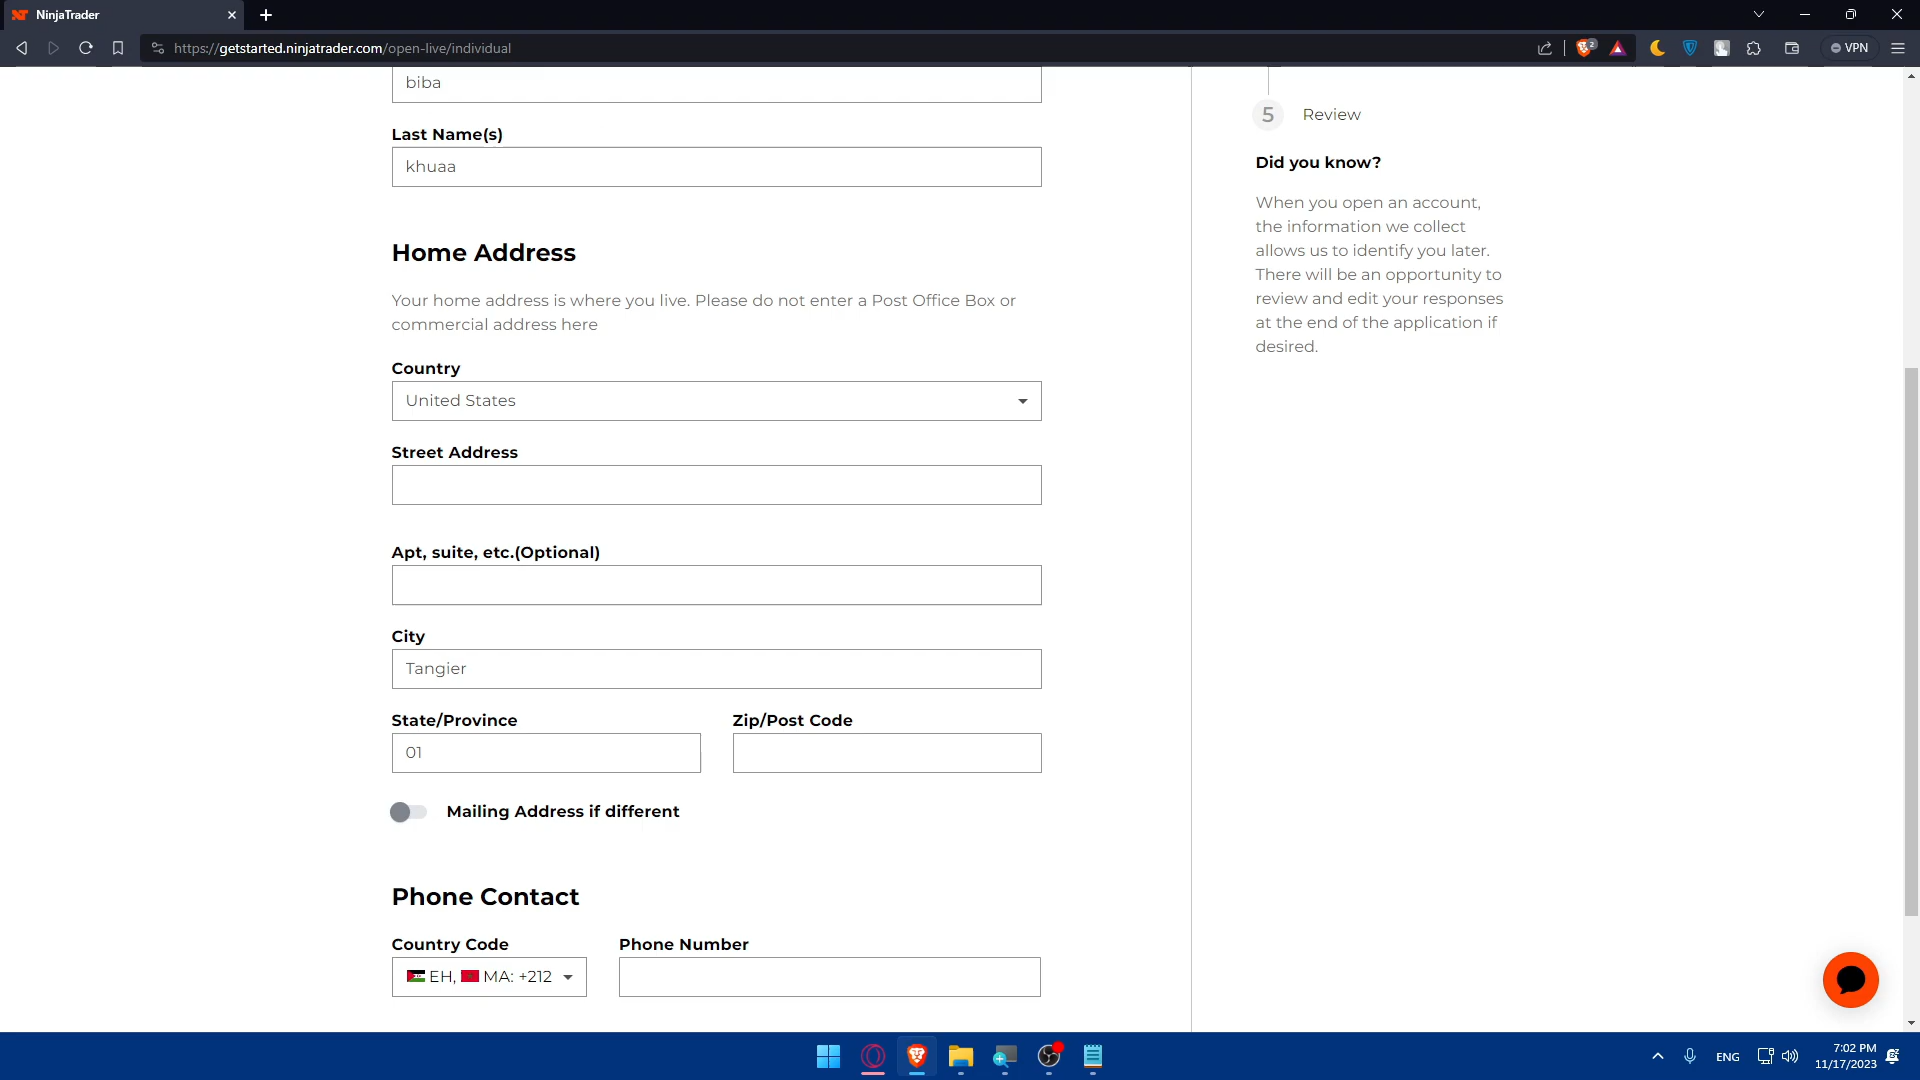 NinjaTrader
https://getstarted.ninjatrader.com/open-live/individual
2
VPN
biba
Last Name(s)
khuaa
Home Address
Your home address is where you live. Please do not enter a Post Office Box or
commercial address here
Country
United States
Street Address
Apt, suite, etc.(Optional)
City
Tangier
State/Province
Zip/Post Code
01
Mailing Address if different
Phone Contact
Country Code
Phone Number
EH, MA: +212
5
Review
Did you know?
When you open an account,
the information we collect
allows us to identify you later.
There will be an opportunity to
review and edit your responses
at the end of the application if
desired.
ENG
7:02 PM
11/17/2023